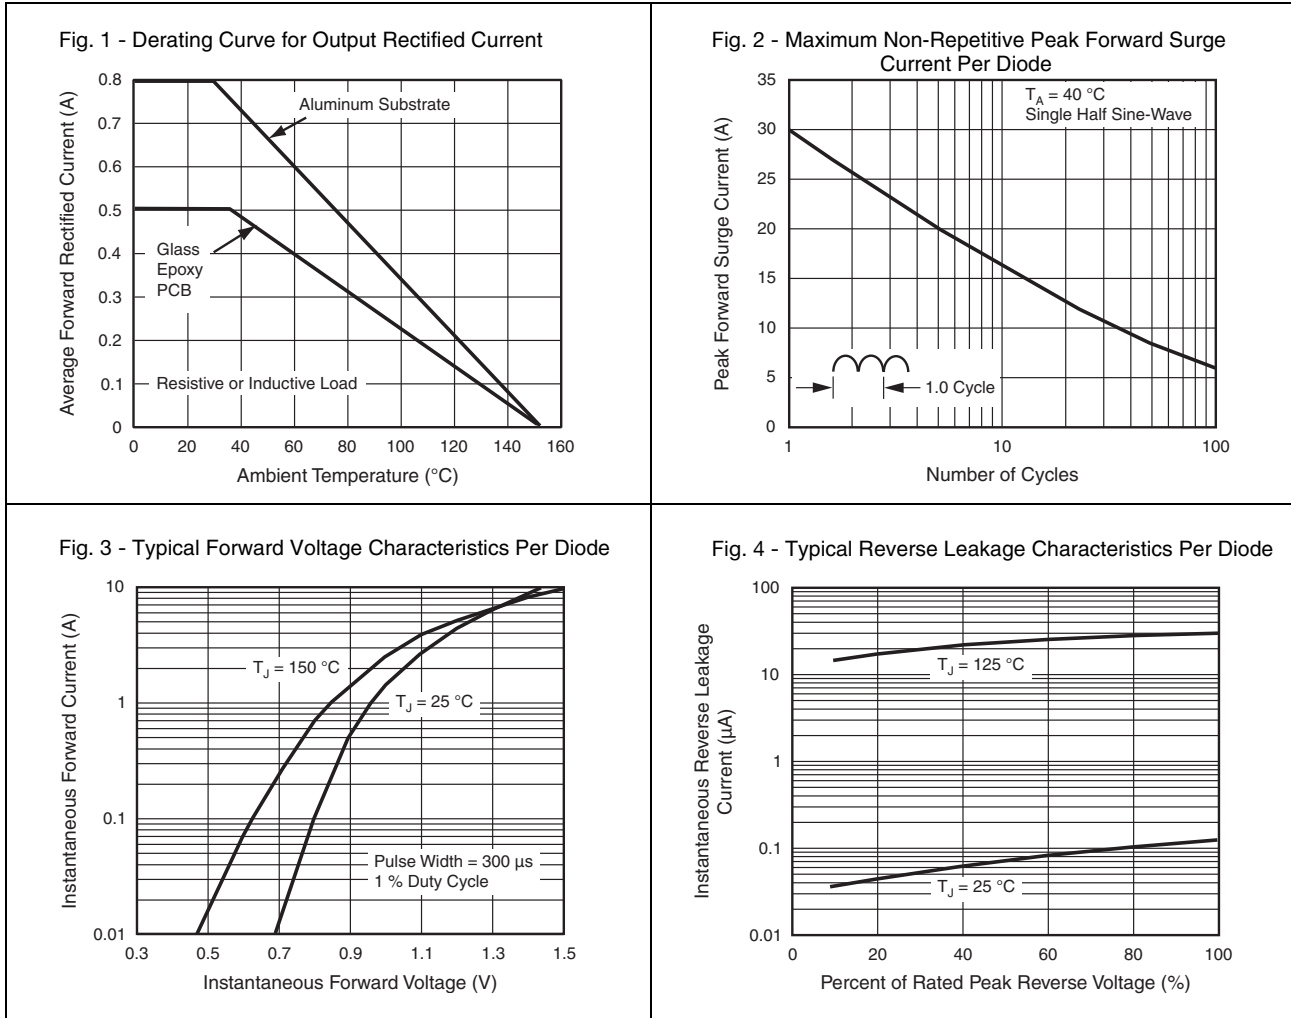 Fig. 1 - Derating Curve for Output Rectified Current
Average Forward Rectified Current (A)
0.8
0.7
0.6
0.5
0.4
0.3
0.2
0.1
0
Aluminum Substrate
Glass
Epoxy
PCB
Resistive or Inductive Load
0 20 40 60 80 100 120 140 160
Ambient Temperature (°C)
Fig. 2 - Maximum Non-Repetitive Peak Forward Surge
Current Per Diode
Peak Forward Surge Current (A)
35
30
25
20
15
10
5
0
TA = 40 °C
Single Half Sine-Wave
1.0 Cycle
1 10 100
Number of Cycles
Fig. 3 - Typical Forward Voltage Characteristics Per Diode
Instantaneous Forward Current (A)
10
1
0.1
0.01
TJ = 150 °C
TJ = 25 °C
Pulse Width = 300 µs
1 % Duty Cycle
0.3 0.5 0.7 0.9 1.1 1.3 1.5
Instantaneous Forward Voltage (V)
Fig. 4 - Typical Reverse Leakage Characteristics Per Diode
Instantaneous Reverse Leakage
Current (µA)
100
10
1
0.1
0.01
TJ = 125 °C
TJ = 25 °C
0 20 40 60 80 100
Percent of Rated Peak Reverse Voltage (%)